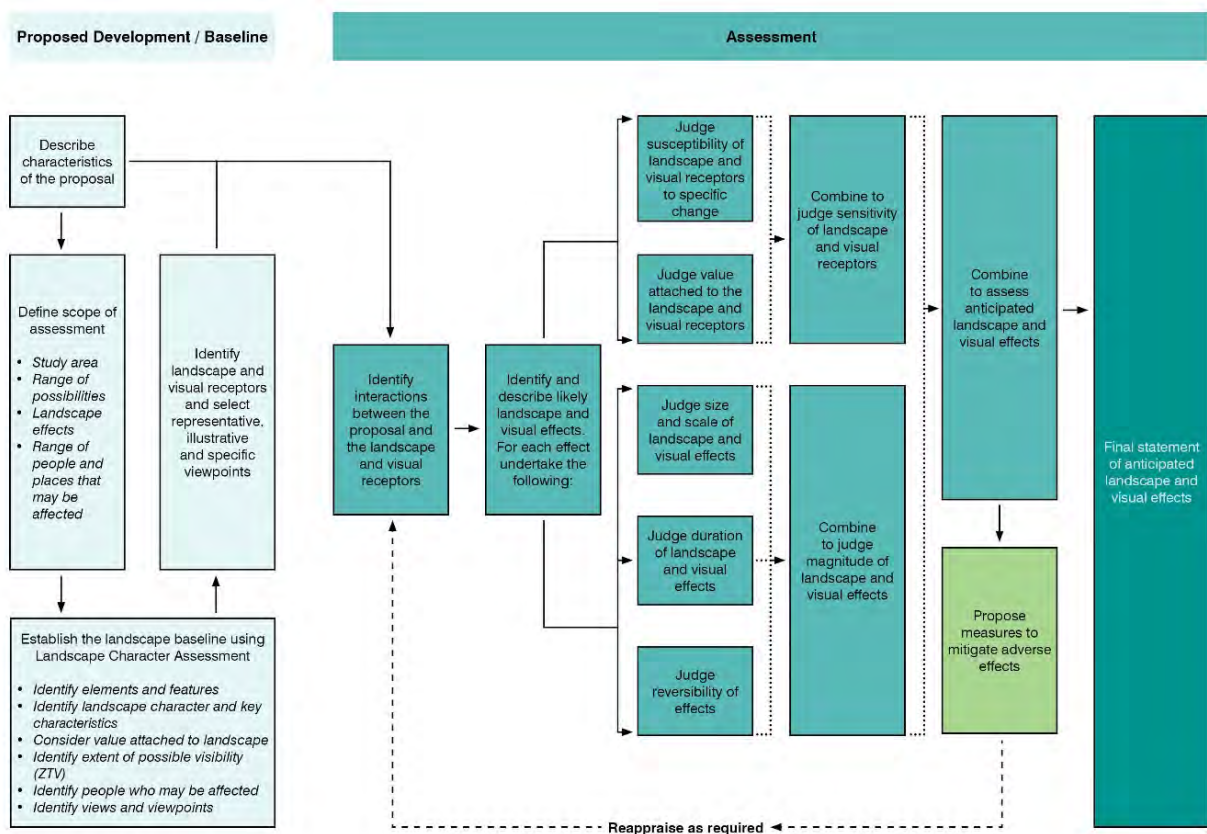 Proposed Development / Baseline
Assessment
Describe
characteristics
of the proposal
Define scope of
assessment
• Study area
• Range of
possibilities
• Landscape
effects
• Range of
people and
places that
may be
affected
Identify
landscape and
visual receptors
and select
representative,
illustrative
and specific
viewpoints
Establish the landscape baseline using
Landscape Character Assessment
• Identify elements and features
• Identify landscape character and key
characteristics
• Consider value attached to landscape
• Identify extent of possible visibility
(ZTV)
• Identify people who may be affected
• Identify views and viewpoints
Identify
interactions
between the
proposal and
the landscape
and visual
receptors
Identify and
describe likely
landscape and
visual effects.
For each effect
undertake the
following:
Judge
susceptibility of
landscape and
visual receptors
to specific
change
Judge value
attached to the
landscape and
visual receptors
Judge size
and scale of
landscape and
visual effects
Judge duration
of landscape
and visual
effects
Judge
reversibility of
effects
Combine to
judge sensitivity
of landscape
and visual
receptors
Combine
to judge
magnitude of
landscape and
visual effects
Combine
to assess
anticipated
landscape and
visual effects
Propose
measures to
mitigate adverse
effects
Final statement
of anticipated
landscape and
visual effects
Reappraise as required